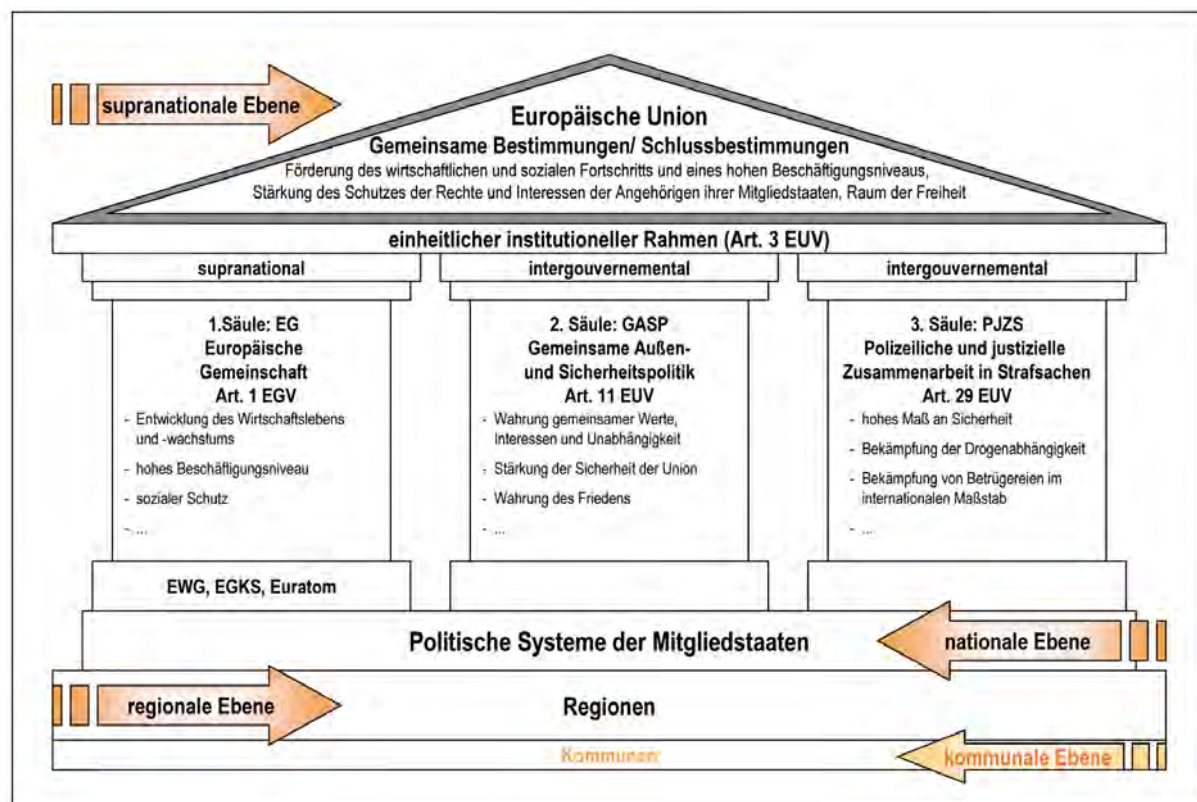 supranationale Ebene
Europäische Union
Gemeinsame Bestimmungen/ Schlussbestimmungen
Förderung des wirtschaftlichen und sozialen Fortschritts und eines hohen Beschäftigungsniveaus,
Stärkung des Schutzes der Rechte und Interessen der Angehörigen ihrer Mitgliedstaaten, Raum der Freiheit
einheitlicher institutioneller Rahmen (Art. 3 EUV)
supranational
1.Säule: EG
Europäische
Gemeinschaft
Art. 1 EGV
- Entwicklung des Wirtschaftslebens
und -wachstums
- hohes Beschäftigungsniveau
- sozialer Schutz
- ...
EWG, EGKS, Euratom
intergouvernemental
2. Säule: GASP
Gemeinsame Außen-
und Sicherheitspolitik
Art. 11 EUV
- Wahrung gemeinsamer Werte,
Interessen und Unabhängigkeit
- Stärkung der Sicherheit der Union
- Wahrung des Friedens
- ...
intergouvernemental
3. Säule: PJZS
Polizeiliche und justizielle
Zusammenarbeit in Strafsachen
Art. 29 EUV
- hohes Maß an Sicherheit
- Bekämpfung der Drogenabhängigkeit
- Bekämpfung von Betrügereien im
internationalen Maßstab
- ...
Politische Systeme der Mitgliedstaaten
nationale Ebene
regionale Ebene
Regionen
Kommunen
kommunale Ebene